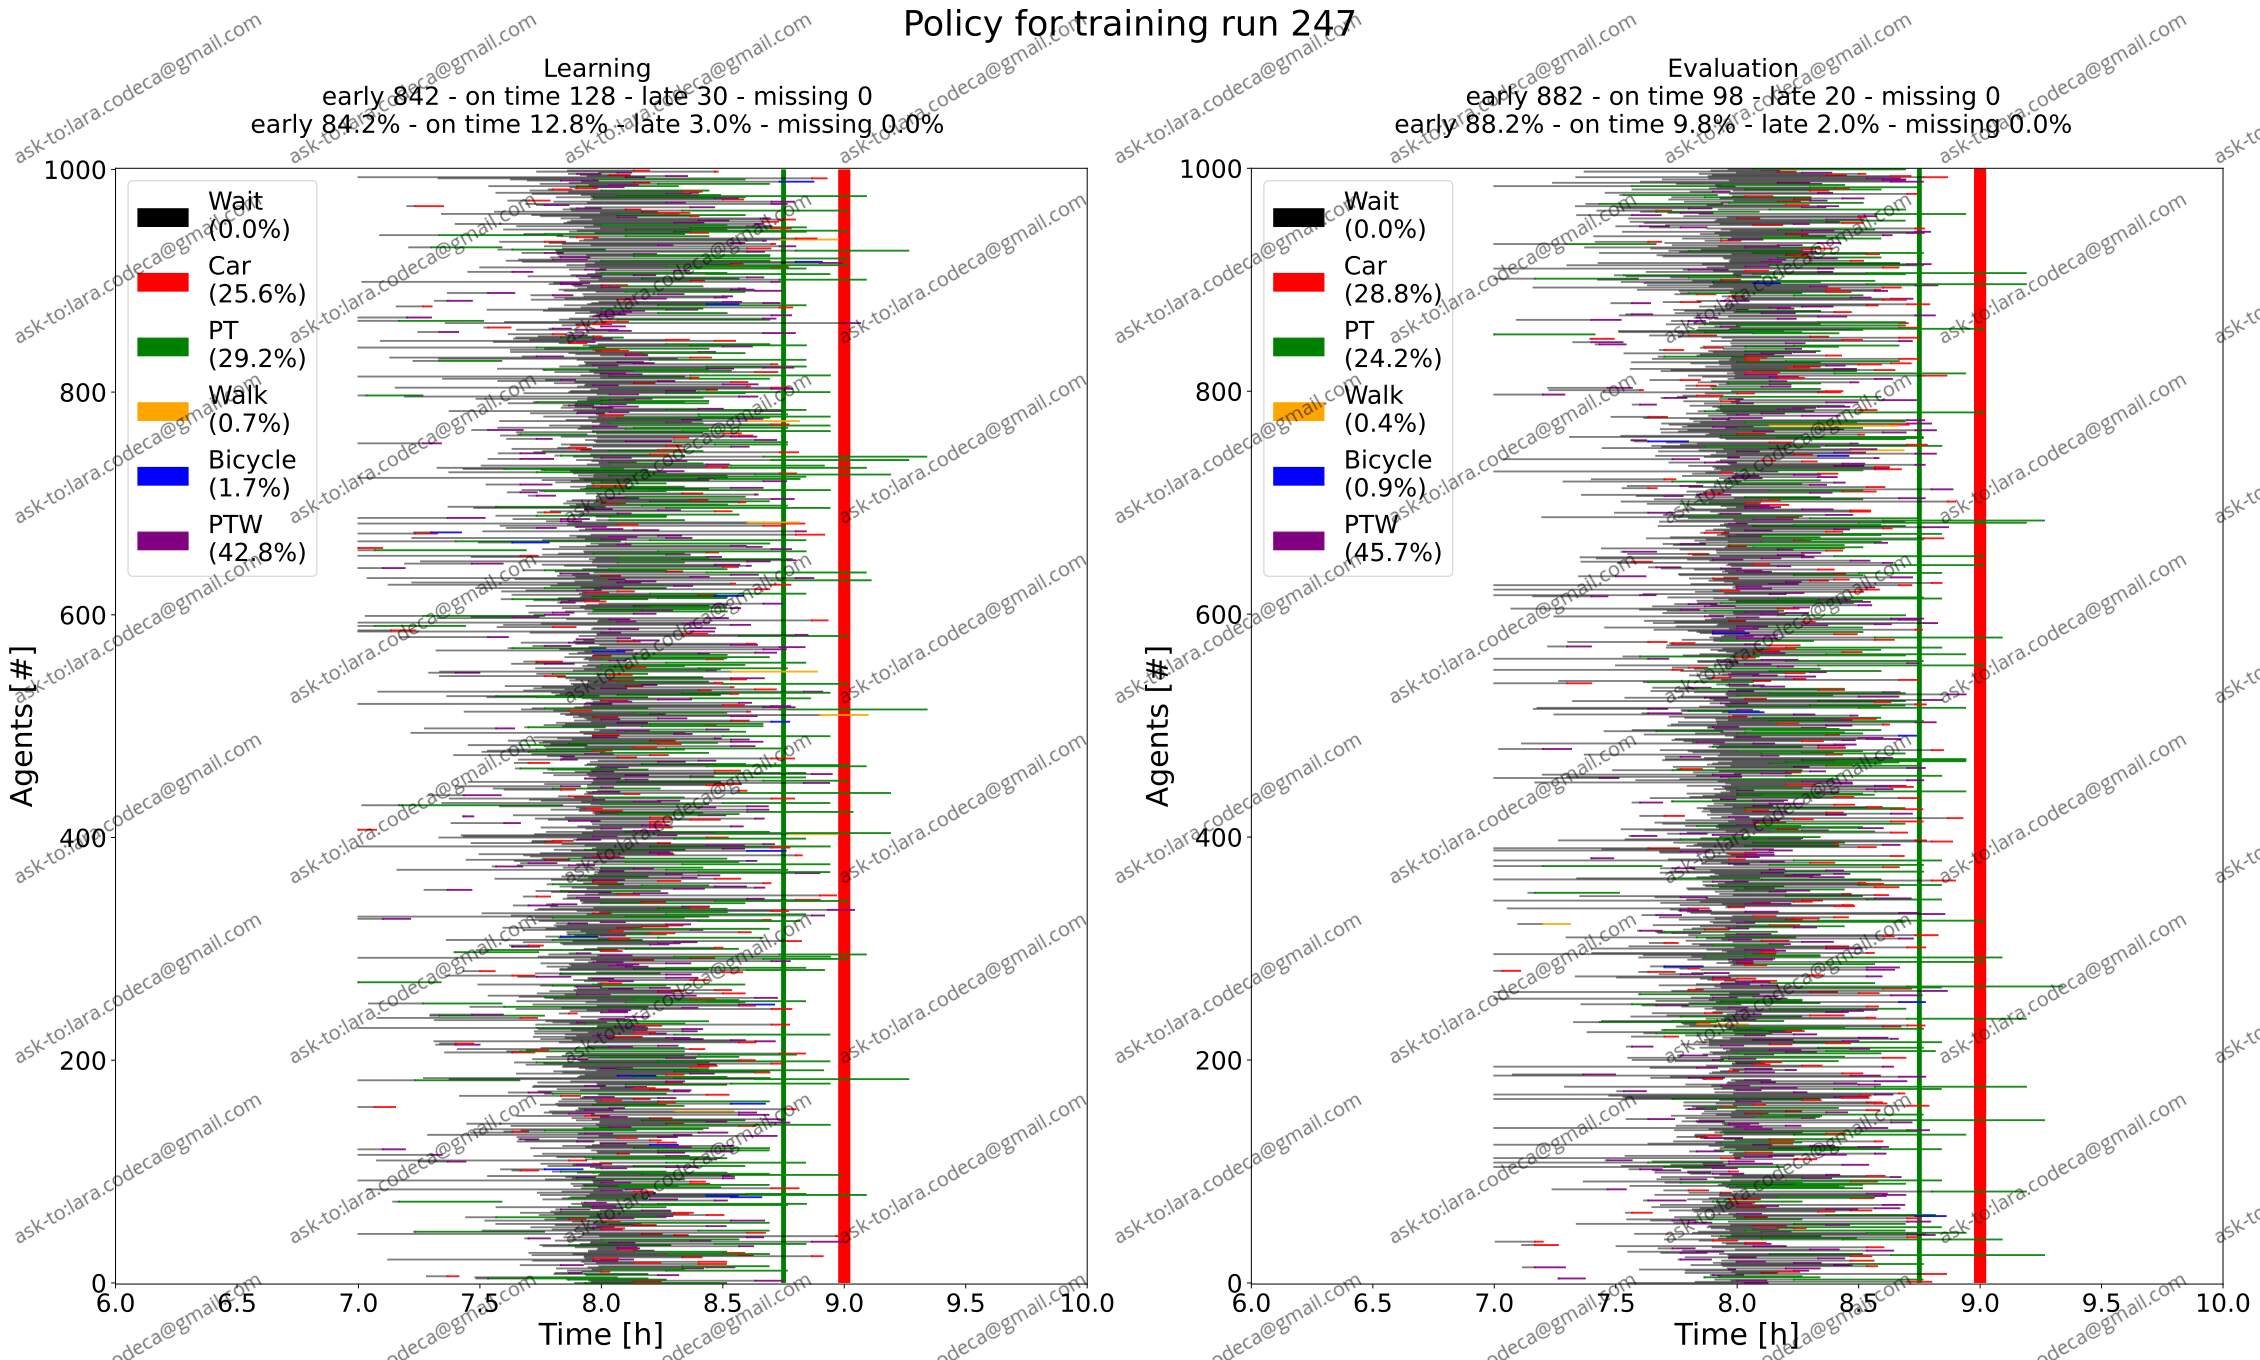 Policy for training run 247
Learning
early 842 - on time 128 - late 30 - missing 0
early 84.2% - on time 12.8% - late 3.0% - missing 0.0%
Evaluation
early 882 - on time 98 - late 20 - missing 0
early 88.2% - on time 9.8% - late 2.0% - missing 0.0%
Agents [#]
1000
800
600
400
200
0
Wait
(0.0%)
Car
(25.6%)
PT
(29.2%)
Walk
(0.7%)
Bicycle
(1.7%)
PTW
(42.8%)
6.0 6.5 7.0 7.5 8.0 8.5 9.0 9.5 10.0
Time [h]
Agents [#]
1000
800
600
400
200
0
Wait
(0.0%)
Car
(28.8%)
PT
(24.2%)
Walk
(0.4%)
Bicycle
(0.9%)
PTW
(45.7%)
6.0 6.5 7.0 7.5 8.0 8.5 9.0 9.5 10.0
Time [h]
ask-to:lara.codeca@gmail.com